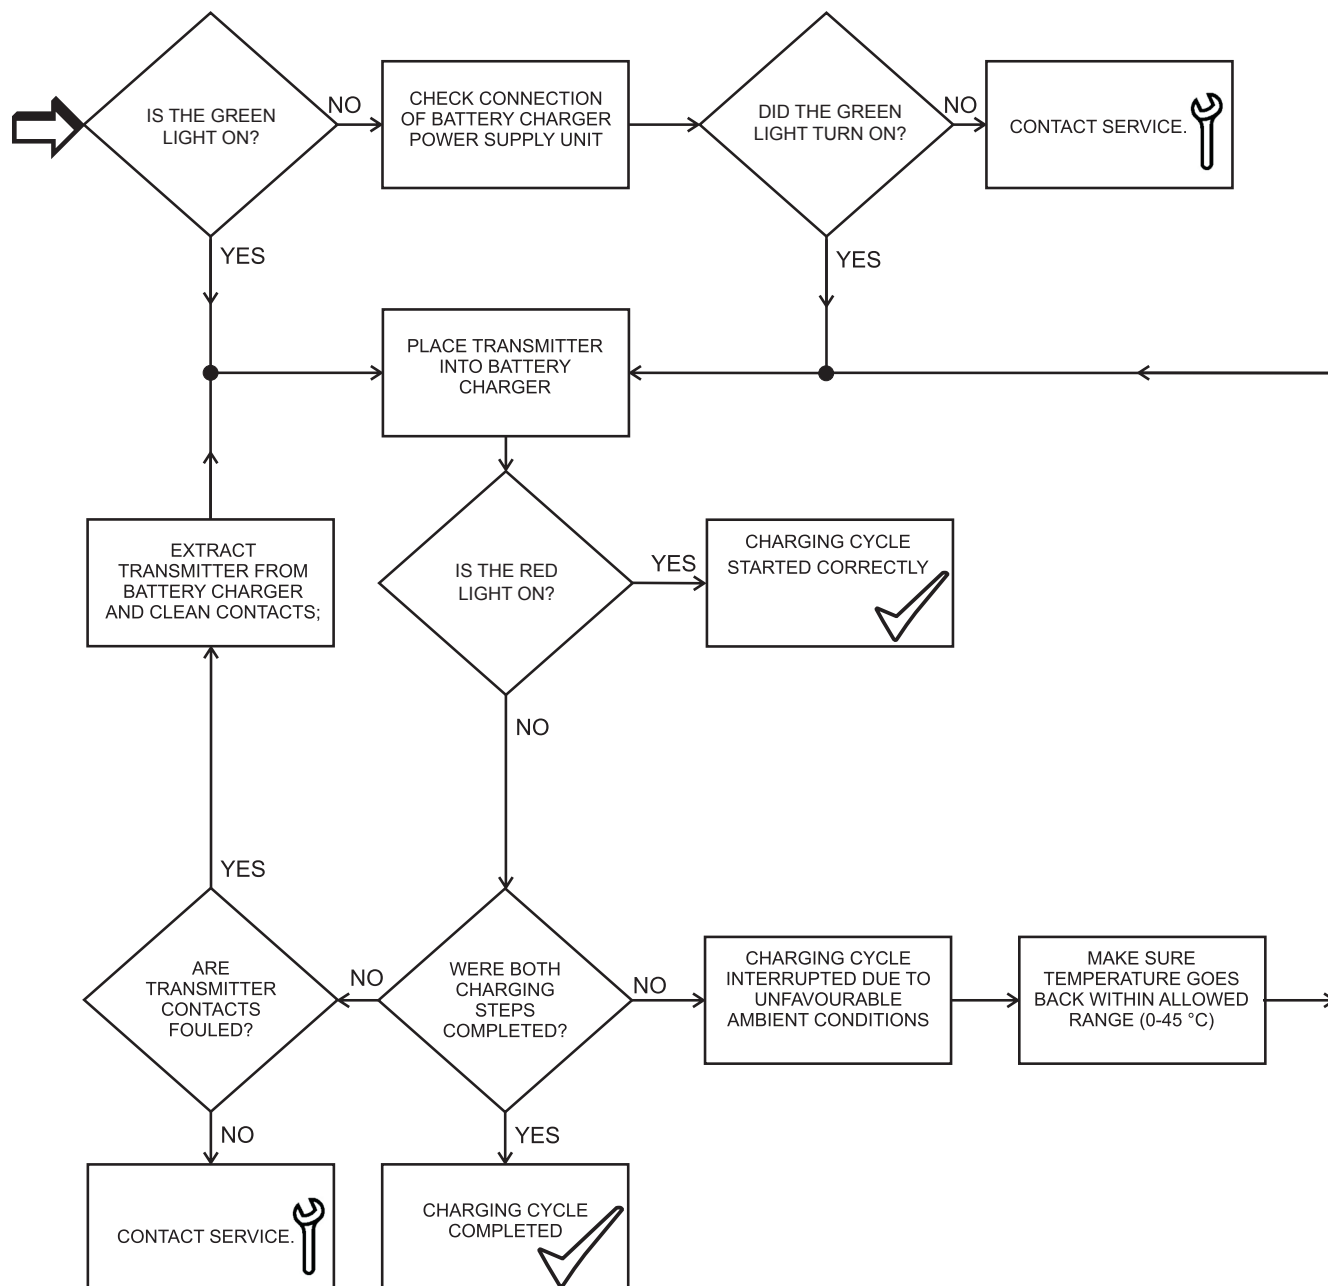 IS THE GREEN
LIGHT ON?
NO
CHECK CONNECTION
OF BATTERY CHARGER
POWER SUPPLY UNIT
DID THE GREEN
LIGHT TURN ON?
NO
CONTACT SERVICE.
YES
YES
PLACE TRANSMITTER
INTO BATTERY
CHARGER
EXTRACT
TRANSMITTER FROM
BATTERY CHARGER
AND CLEAN CONTACTS;
IS THE RED
LIGHT ON?
YES
CHARGING CYCLE
STARTED CORRECTLY
NO
YES
ARE
TRANSMITTER
CONTACTS
FOULED?
NO
WERE BOTH
CHARGING
STEPS
COMPLETED?
NO
CHARGING CYCLE
INTERRUPTED DUE TO
UNFAVOURABLE
AMBIENT CONDITIONS
MAKE SURE
TEMPERATURE GOES
BACK WITHIN ALLOWED
RANGE (0-45 °C)
NO
YES
CONTACT SERVICE.
CHARGING CYCLE
COMPLETED